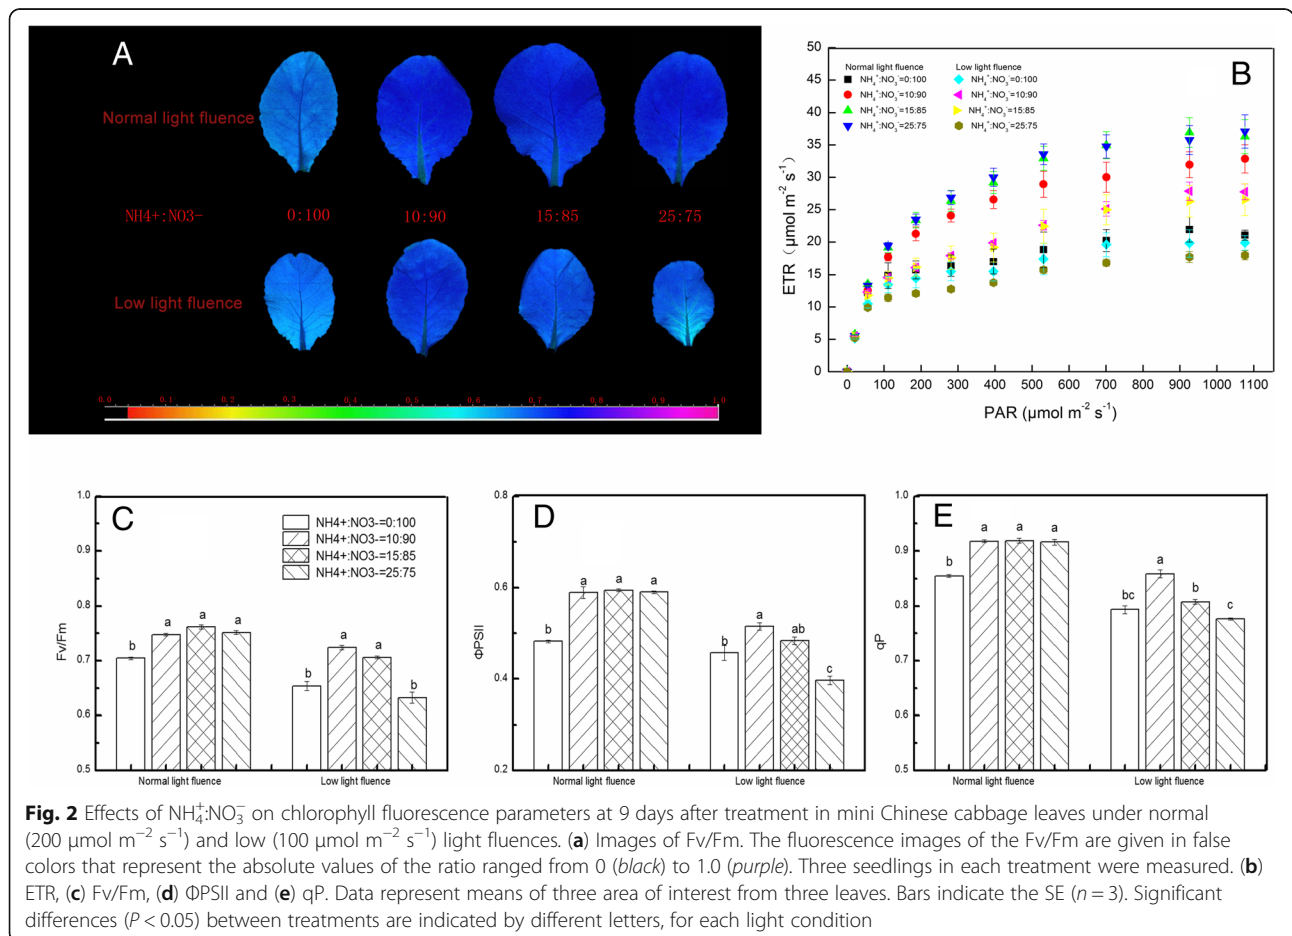 A
Normal light fluence
NH4+:NO3-
0:100
10:90
15:85
25:75
Low light fluence
0.0 0.1 0.2 0.3 0.4 0.5 0.6 0.7 0.8 0.9 1.0
B
Normal light fluence
NH₄⁺:NO₃⁻=0:100
NH₄⁺:NO₃⁻=10:90
NH₄⁺:NO₃⁻=15:85
NH₄⁺:NO₃⁻=25:75
Low light fluence
NH₄⁺:NO₃⁻=0:100
NH₄⁺:NO₃⁻=10:90
NH₄⁺:NO₃⁻=15:85
NH₄⁺:NO₃⁻=25:75
50
45
40
35
30
25
20
15
10
5
0
ETR (μmol m⁻² s⁻¹)
0 100 200 300 400 500 600 700 800 900 1000 1100
PAR (μmol m⁻² s⁻¹)
C
NH4+:NO3-=0:100
NH4+:NO3-=10:90
NH4+:NO3-=15:85
NH4+:NO3-=25:75
1.0
0.9
0.8
0.7
0.6
0.5
Fv/Fm
b a a a
b a a b
Normal light fluence Low light fluence
D
0.8
0.6
0.4
0.2
ΦPSII
b a a a
b a ab c
Normal light fluence Low light fluence
E
1.0
0.9
0.8
0.7
0.6
0.5
qP
b a a a
bc a b c
Normal light fluence Low light fluence
Fig. 2 Effects of NH₄⁺:NO₃⁻ on chlorophyll fluorescence parameters at 9 days after treatment in mini Chinese cabbage leaves under normal
(200 μmol m⁻² s⁻¹) and low (100 μmol m⁻² s⁻¹) light fluences. (a) Images of Fv/Fm. The fluorescence images of the Fv/Fm are given in false
colors that represent the absolute values of the ratio ranged from 0 (black) to 1.0 (purple). Three seedlings in each treatment were measured. (b)
ETR, (c) Fv/Fm, (d) ΦPSII and (e) qP. Data represent means of three area of interest from three leaves. Bars indicate the SE (n = 3). Significant
differences (P < 0.05) between treatments are indicated by different letters, for each light condition